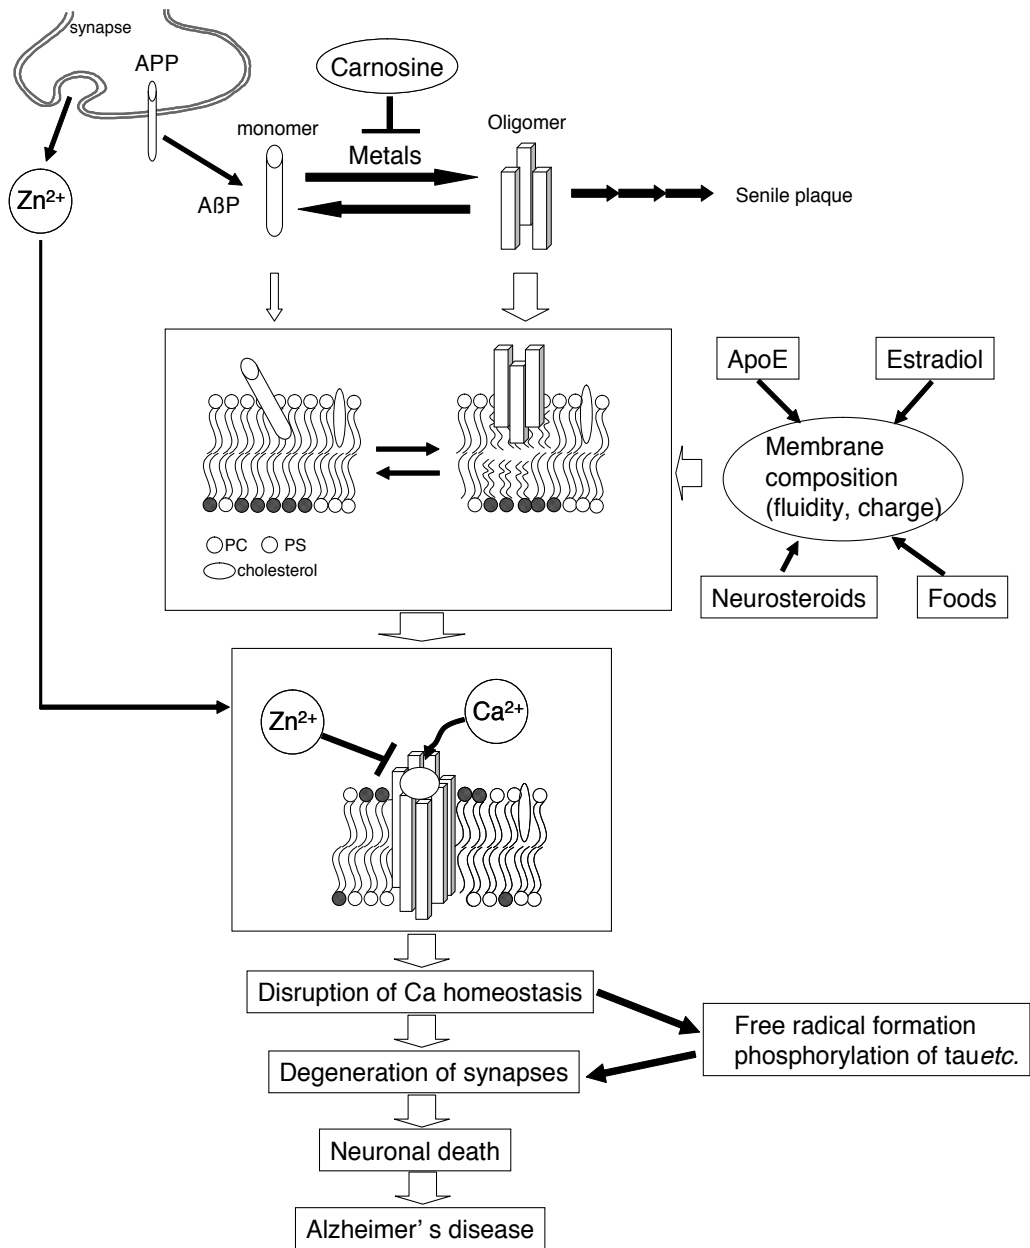 synapse
APP
Carnosine
monomer
Oligomer
Metals
Zn²⁺
AßP
Senile plaque
ApoE
Estradiol
Membrane
composition
(fluidity, charge)
PC PS
cholesterol
Neurosteroids
Foods
Zn²⁺
Ca²⁺
Disruption of Ca homeostasis
Free radical formation
phosphorylation of tauetc.
Degeneration of synapses
Neuronal death
Alzheimer’ s disease